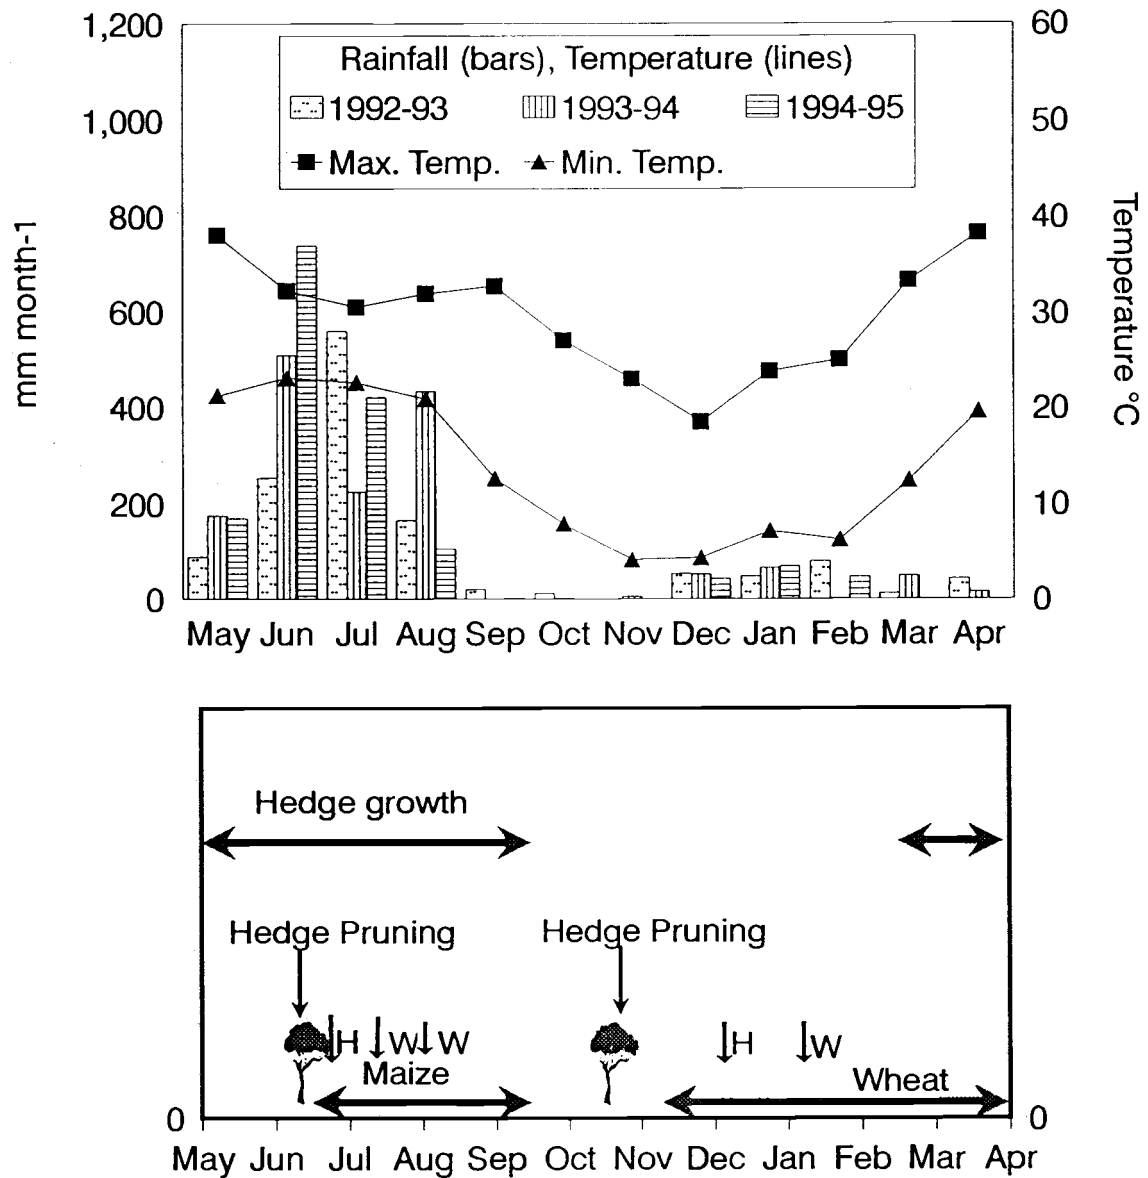 1,200
1,000
800
600
400
200
0
mm month-1
60
50
40
30
20
10
0
Temperature °C
Rainfall (bars), Temperature (lines)
1992-93 1993-94 1994-95
Max. Temp. Min. Temp.
May Jun Jul Aug Sep Oct Nov Dec Jan Feb Mar Apr
Hedge growth
Hedge Pruning Hedge Pruning
H W W H W
Maize Wheat
0 0
May Jun Jul Aug Sep Oct Nov Dec Jan Feb Mar Apr